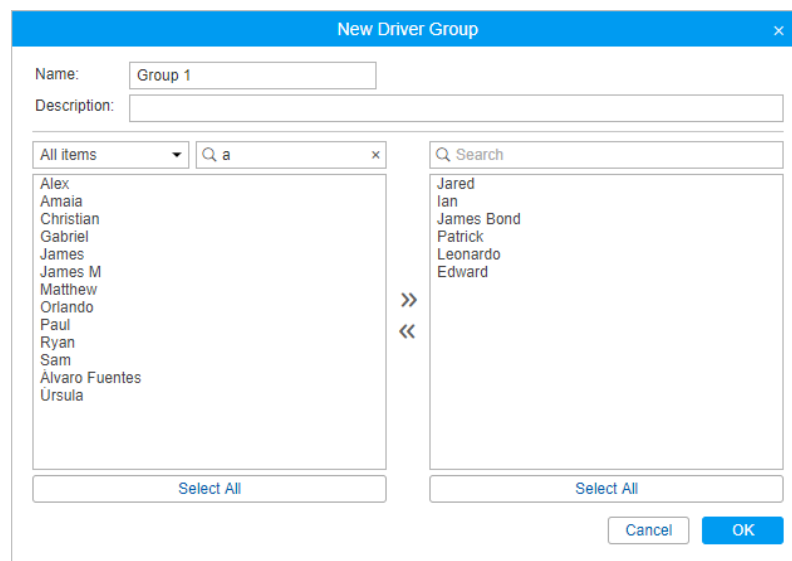 New Driver Group ×
Name: Group 1
Description:
All items a ×
Search
Alex
Amaia
Christian
Gabriel
James
James M
Matthew
Orlando
Paul
Ryan
Sam
Álvaro Fuentes
Úrsula
Jared
Ian
James Bond
Patrick
Leonardo
Edward
Select All
Select All
Cancel OK